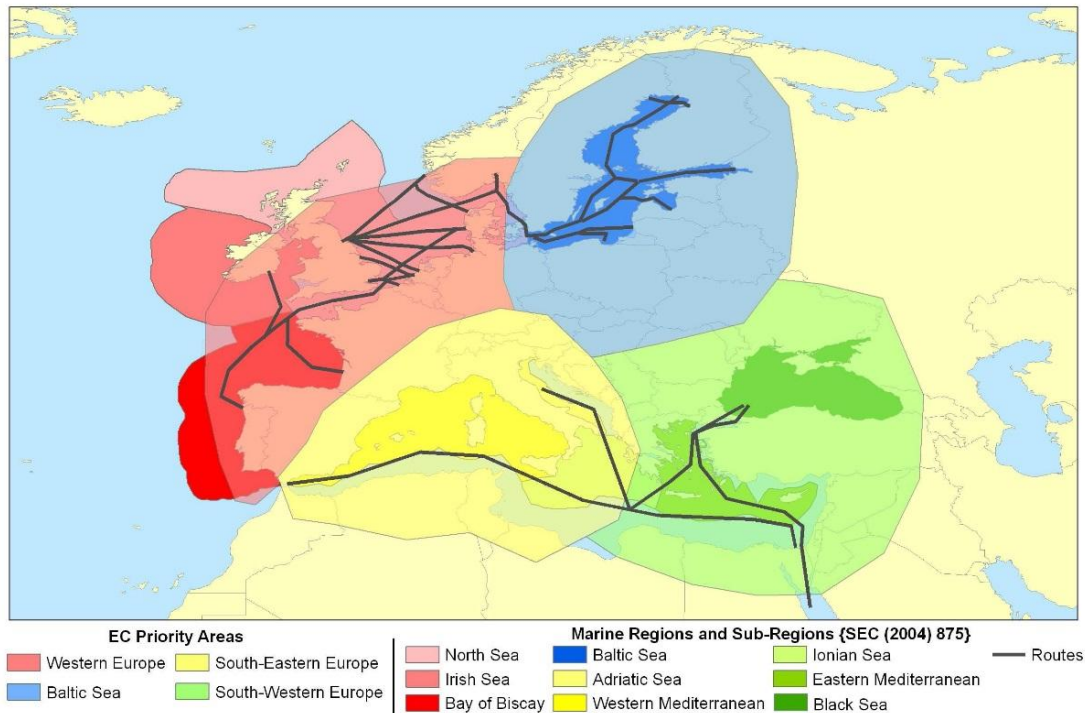 EC Priority Areas
Western Europe
South-Eastern Europe
Baltic Sea
South-Western Europe
Marine Regions and Sub-Regions {SEC (2004) 875}
North Sea
Baltic Sea
Ionian Sea
Routes
Irish Sea
Adriatic Sea
Eastern Mediterranean
Bay of Biscay
Western Mediterranean
Black Sea